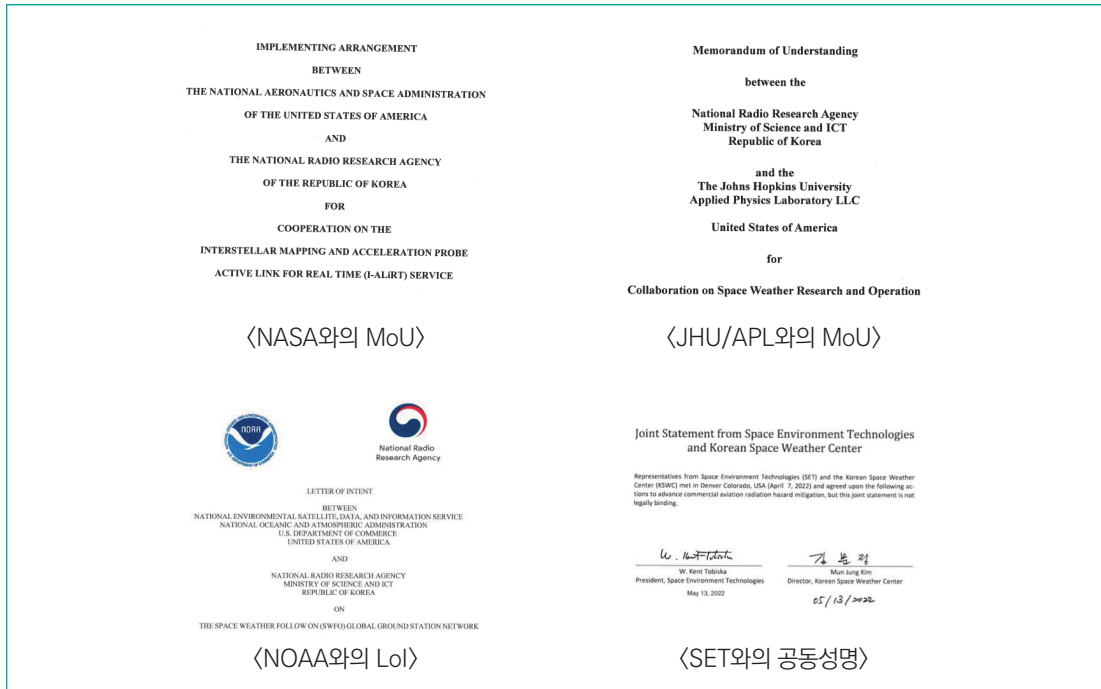 IMPLEMENTING ARRANGEMENT
BETWEEN
THE NATIONAL AERONAUTICS AND SPACE ADMINISTRATION
OF THE UNITED STATES OF AMERICA
AND
THE NATIONAL RADIO RESEARCH AGENCY
OF THE REPUBLIC OF KOREA
FOR
COOPERATION ON THE
INTERSTELLAR MAPPING AND ACCELERATION PROBE
ACTIVE LINK FOR REAL TIME (I-ALiRT) SERVICE
〈NASA와의 MoU〉
Memorandum of Understanding
between the
National Radio Research Agency
Ministry of Science and ICT
Republic of Korea
and the
The Johns Hopkins University
Applied Physics Laboratory LLC
United States of America
for
Collaboration on Space Weather Research and Operation
〈JHU/APL와의 MoU〉
NOAA
National Radio
Research Agency
LETTER OF INTENT
BETWEEN
NATIONAL ENVIRONMENTAL SATELLITE, DATA, AND INFORMATION SERVICE
NATIONAL OCEANIC AND ATMOSPHERIC ADMINISTRATION
U.S. DEPARTMENT OF COMMERCE
UNITED STATES OF AMERICA
AND
NATIONAL RADIO RESEARCH AGENCY
MINISTRY OF SCIENCE AND ICT
REPUBLIC OF KOREA
ON
THE SPACE WEATHER FOLLOW ON (SWFO) GLOBAL GROUND STATION NETWORK
〈NOAA와의 LoI〉
Joint Statement from Space Environment Technologies
and Korean Space Weather Center
Representatives from Space Environment Technologies (SET) and the Korean Space Weather
Center (KSWC) met in Denver Colorado, USA (April 7, 2022) and agreed upon the following ac-
tions to advance commercial aviation radiation hazard mitigation, but this joint statement is not
legally binding.
W. Kent Tobiska
President, Space Environment Technologies
May 13, 2022
Mun Jung Kim
Director, Korean Space Weather Center
05/13/2022
〈SET와의 공동성명〉